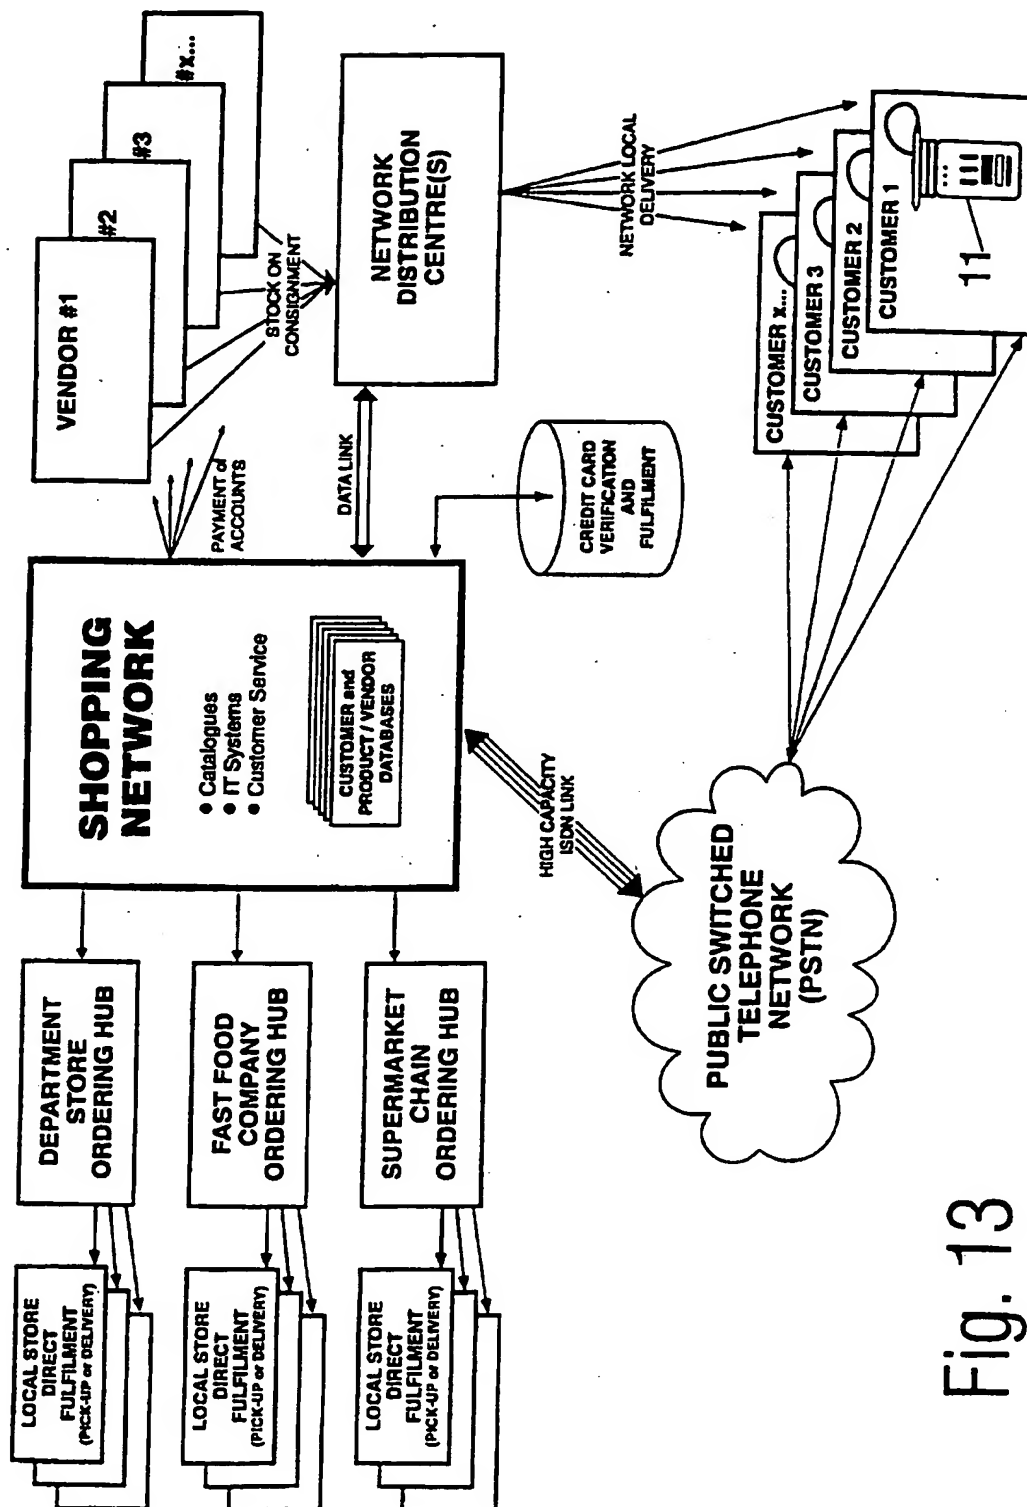 LOCAL STORE
DIRECT
FULFILMENT
(PICK-UP or DELIVERY)
DEPARTMENT
STORE
ORDERING HUB
SHOPPING
NETWORK
• Catalogues
• IT Systems
• Customer Service
CUSTOMER and
PRODUCT / VENDOR
DATABASES
PAYMENT of
ACCOUNTS
VENDOR #1
#2
#3
#x...
STOCK ON
CONSIGNMENT
LOCAL STORE
DIRECT
FULFILMENT
(PICK-UP or DELIVERY)
FAST FOOD
COMPANY
ORDERING HUB
DATA LINK
NETWORK
DISTRIBUTION
CENTRE(S)
LOCAL STORE
DIRECT
FULFILMENT
(PICK-UP or DELIVERY)
SUPERMARKET
CHAIN
ORDERING HUB
HIGH CAPACITY
ISDN LINK
CREDIT CARD
VERIFICATION
AND
FULFILMENT
NETWORK LOCAL
DELIVERY
PUBLIC SWITCHED
TELEPHONE
NETWORK
(PSTN)
CUSTOMER x...
CUSTOMER 3
CUSTOMER 2
CUSTOMER 1
11
Fig. 13